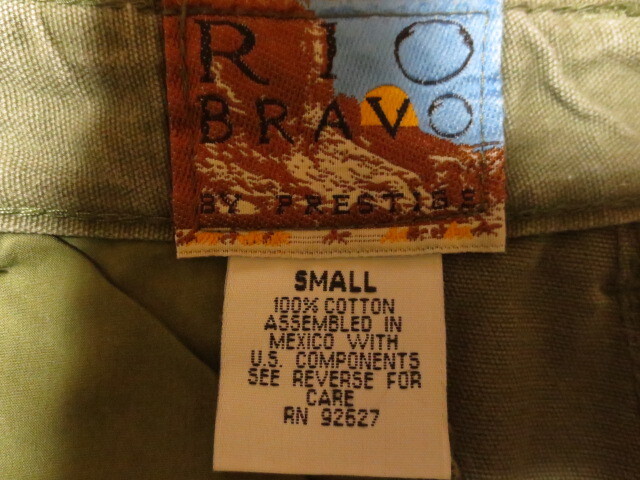 RIO
BRAVO
BY PRESTIGE
SMALL
100% COTTON
ASSEMBLED IN
MEXICO WITH
U.S. COMPONENTS
SEE REVERSE FOR
CARE
RN 92627